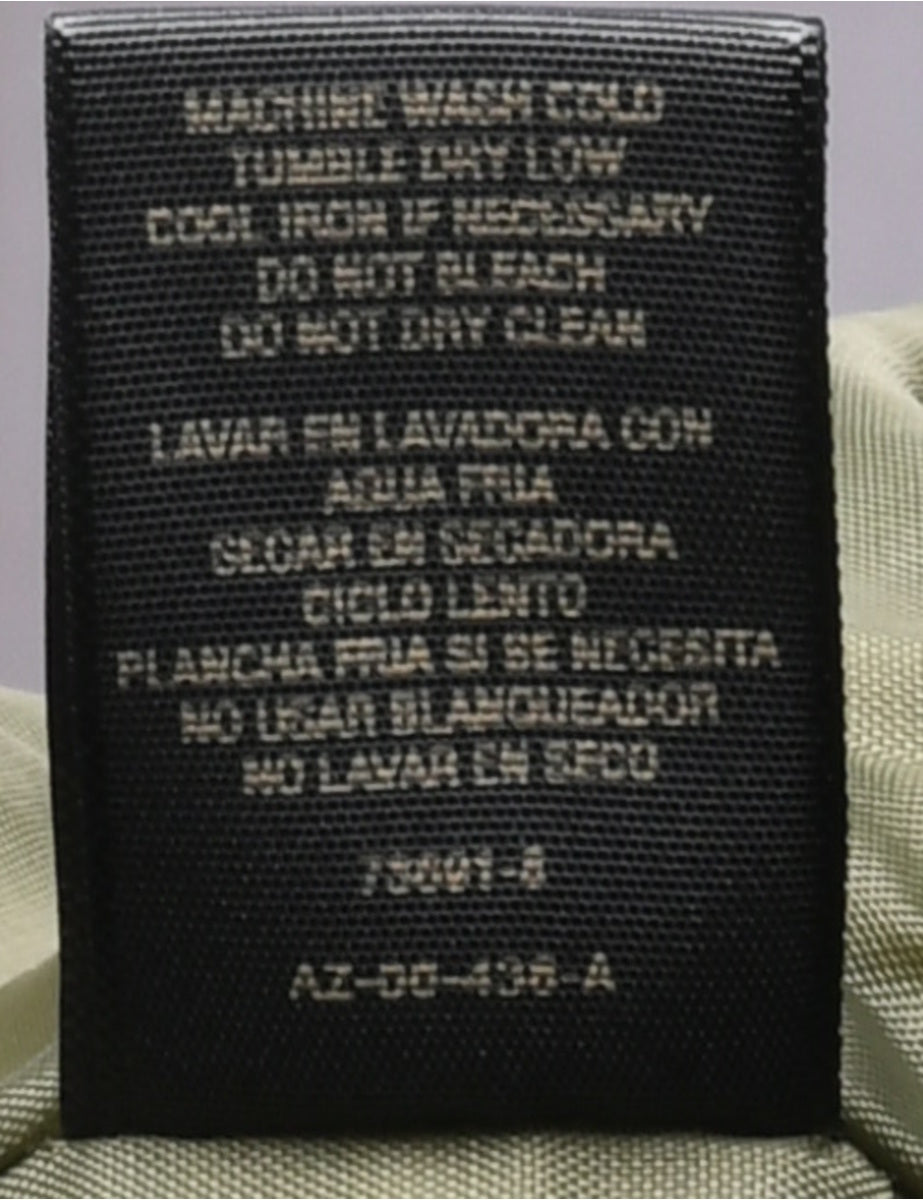 MACHINE WASH COLD
TUMBLE DRY LOW
COOL IRON IF NECESSARY
DO NOT BLEACH
DO NOT DRY CLEAN
LAVAR EN LAVADORA CON
AGUA FRIA
SECAR EN SECADORA
CICLO LENTO
PLANCHA FRIA SI SE NECESITA
NO USAR BLANQUEADOR
NO LAVAR EN SECO